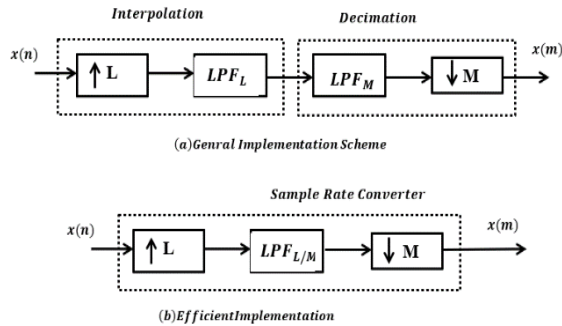 Interpolation Decimation
x(n) x(m)
↑ L LPF_L LPF_M ↓ M
(a)Genral Implementation Scheme
Sample Rate Converter
x(n) x(m)
↑ L LPF_L/M ↓ M
(b)EfficientImplementation